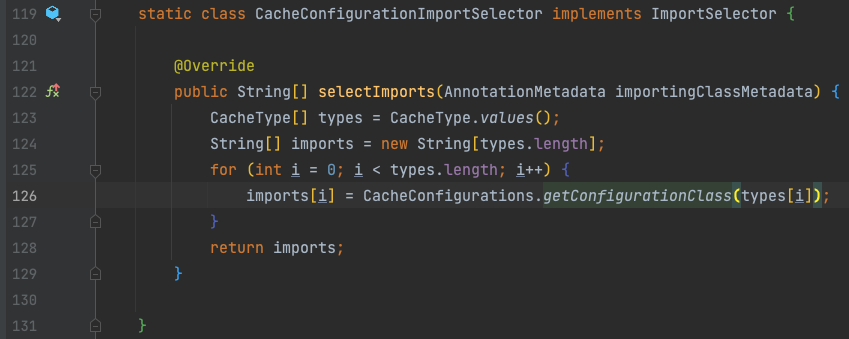 119 static class CacheConfigurationImportSelector implements ImportSelector {
120
121 @Override
122 public String[] selectImports(AnnotationMetadata importingClassMetadata) {
123 CacheType[] types = CacheType.values();
124 String[] imports = new String[types.length];
125 for (int i = 0; i < types.length; i++) {
126 imports[i] = CacheConfigurations.getConfigurationClass(types[i]);
127 }
128 return imports;
129 }
130
131 }